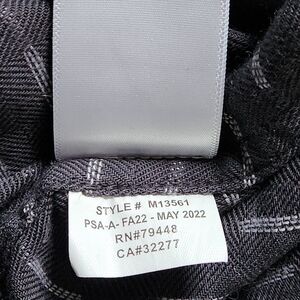 STYLE # M13561
PSA-A- FA22 - MAY 2022
RN#79448
CA#32277